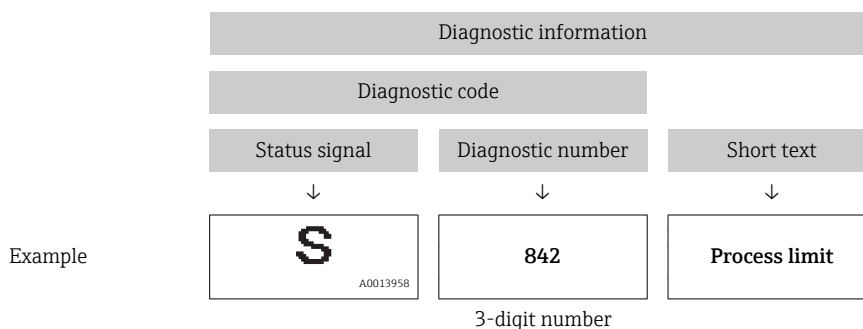 Diagnostic information
Diagnostic code
Status signal Diagnostic number Short text
↓ ↓ ↓
Example S 842 Process limit
A0013958
3-digit number